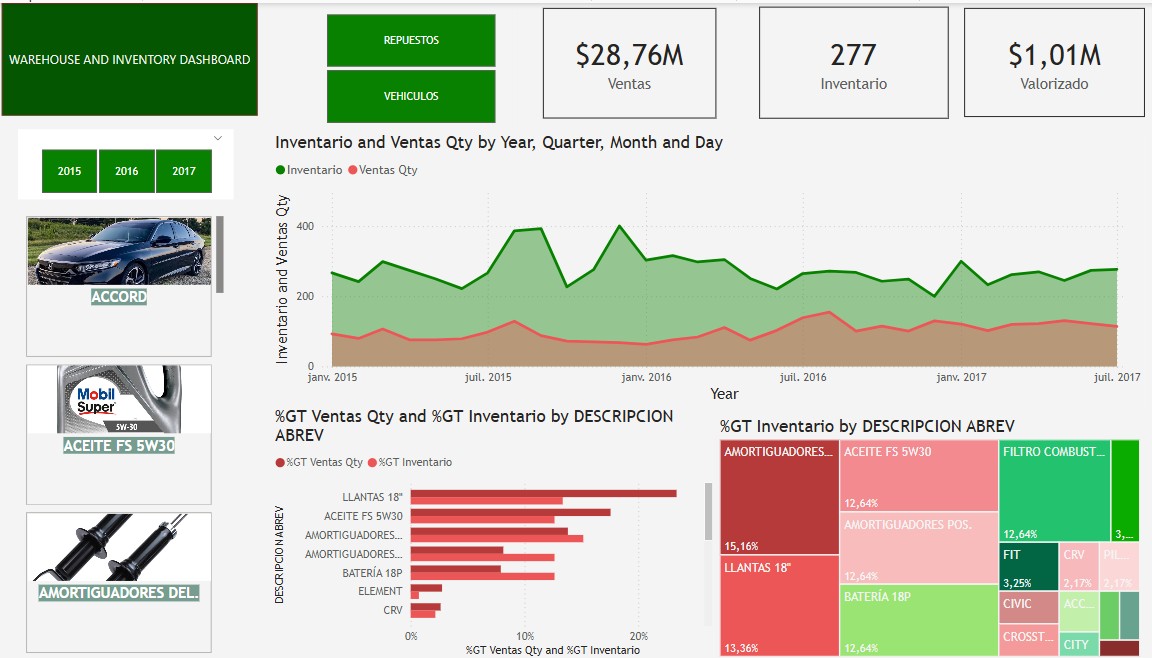 WAREHOUSE AND INVENTORY DASHBOARD
REPUESTOS
VEHICULOS
$28,76M
Ventas
277
Inventario
$1,01M
Valorizado
2015
2016
2017
ACCORD
Mobil
Super
5W-30
ACEITE FS 5W30
AMORTIGUADORES DEL.
Inventario and Ventas Qty by Year, Quarter, Month and Day
Inventario
Ventas Qty
Inventario and Ventas Qty
400
200
0
janv. 2015
juil. 2015
janv. 2016
juil. 2016
janv. 2017
juil. 2017
Year
%GT Ventas Qty and %GT Inventario by DESCRIPCION
ABREV
%GT Ventas Qty
%GT Inventario
DESCRIPCION ABREV
LLANTAS 18"
ACEITE FS 5W30
AMORTIGUADORES...
AMORTIGUADORES...
BATERÍA 18P
ELEMENT
CRV
0%
10%
20%
%GT Ventas Qty and %GT Inventario
%GT Inventario by DESCRIPCION ABREV
AMORTIGUADORES...
15,16%
LLANTAS 18"
13,36%
ACEITE FS 5W30
12,64%
AMORTIGUADORES POS.
12,64%
BATERÍA 18P
12,64%
FILTRO COMBUST...
12,64%
3,...
FIT
3,25%
CRV
2,17%
PIL...
2,17%
CIVIC
ACC...
CROSST...
CITY